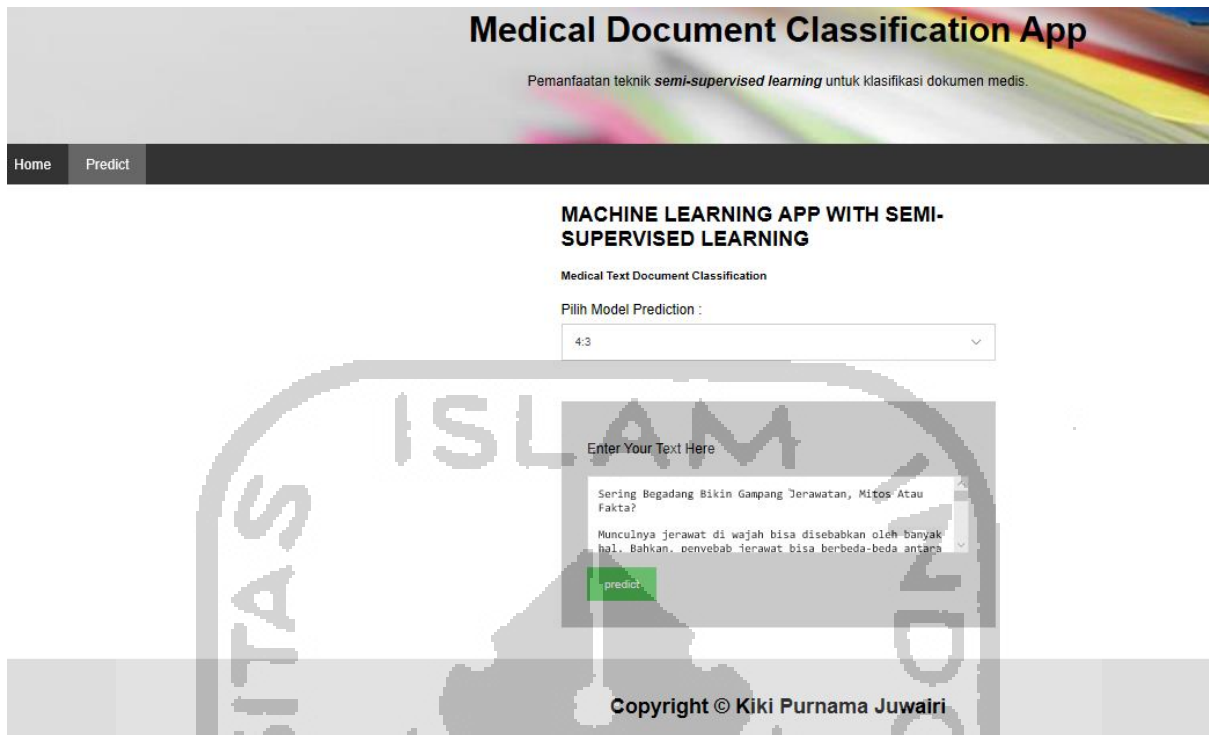 Medical Document Classification App
Pemanfaatan teknik semi-supervised learning untuk klasifikasi dokumen medis.
Home Predict
MACHINE LEARNING APP WITH SEMI-
SUPERVISED LEARNING
Medical Text Document Classification
Pilih Model Prediction :
4:3
ISLAM
Enter Your Text Here
Sering Begadang Bikin Gampang Jerawatan, Mitos Atau
Fakta?
Munculnya jerawat di wajah bisa disebabkan oleh banyak
hal. Bahkan, penyebab jerawat bisa berbeda-beda antara
predict
Copyright © Kiki Purnama Juwairi